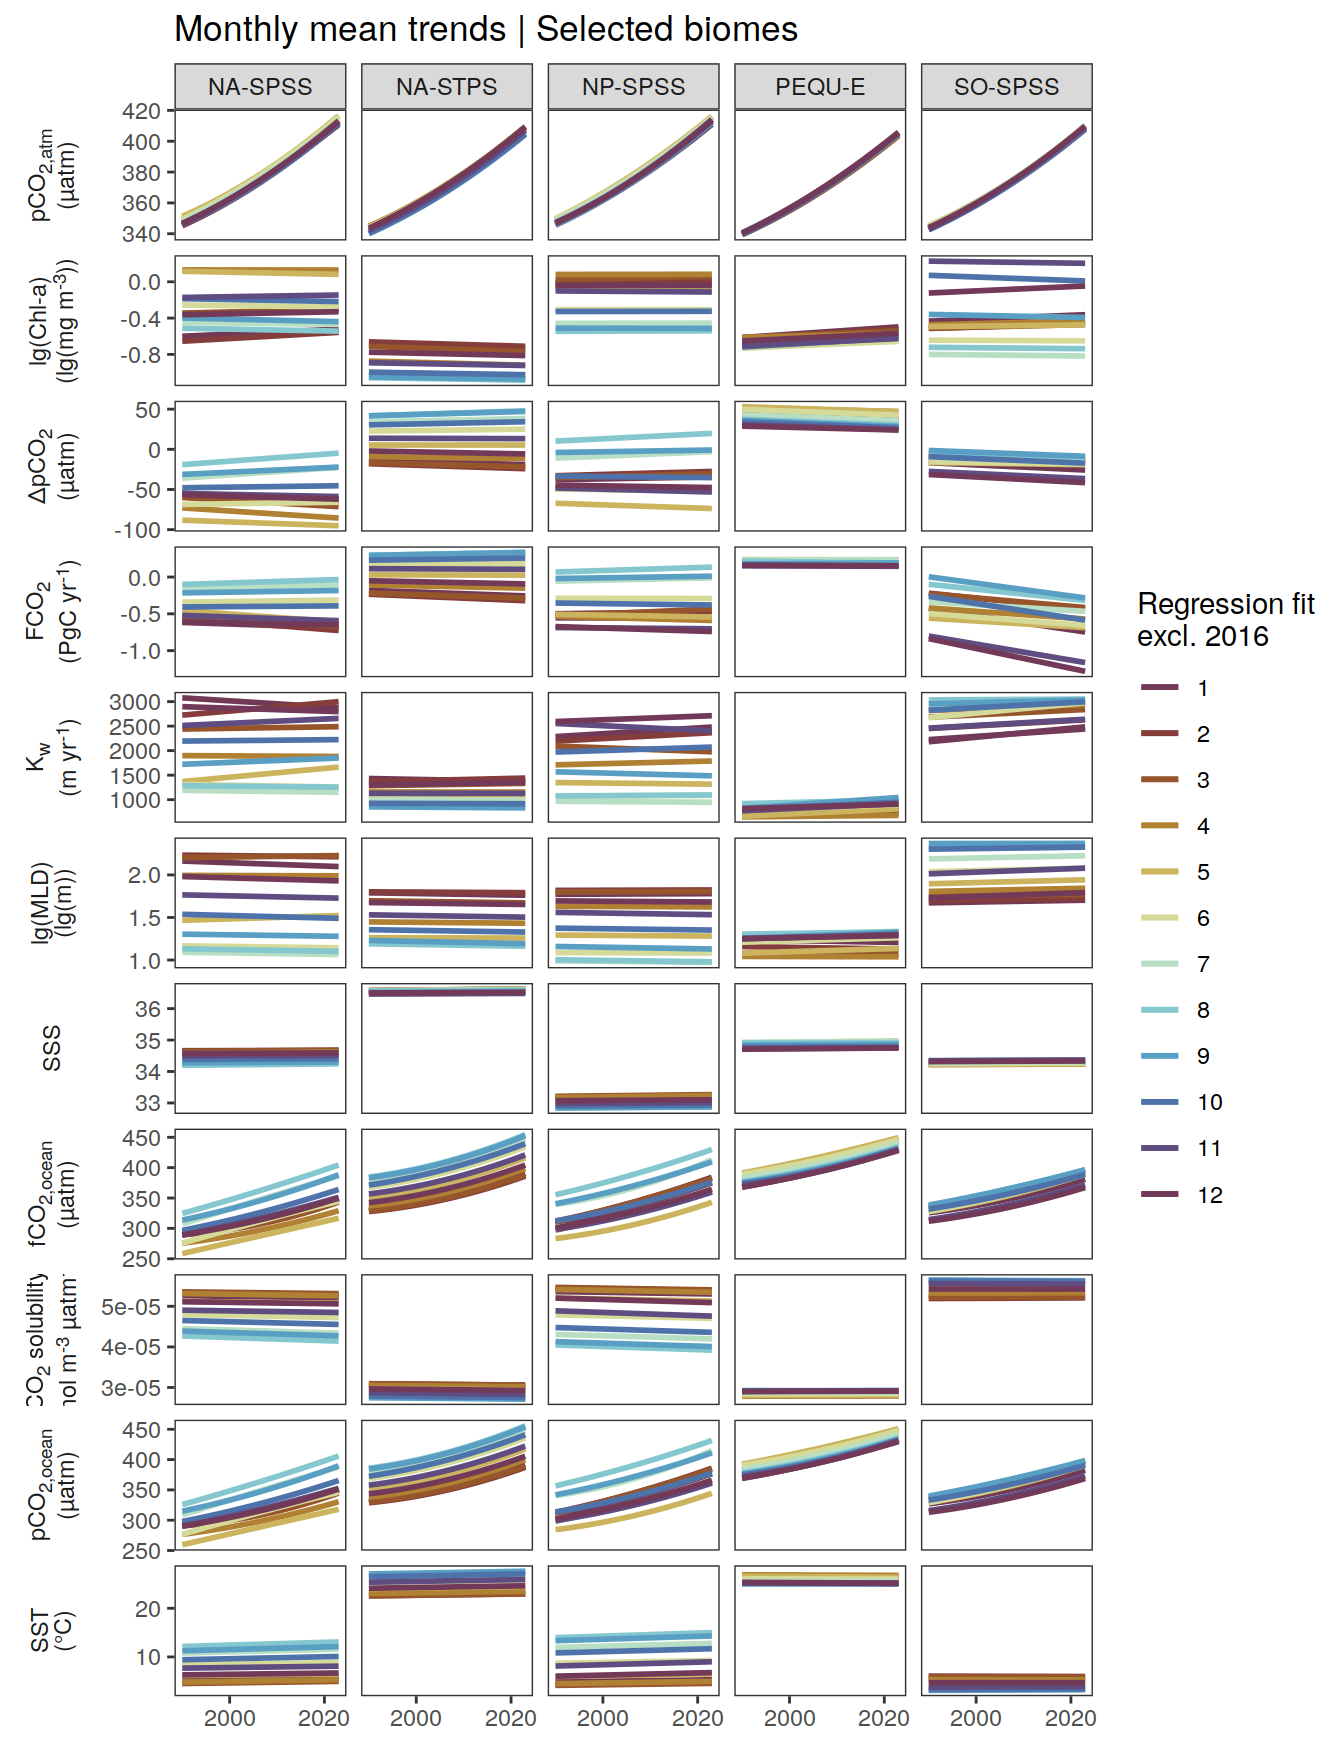 Monthly mean trends | Selected biomes
NA-SPSS NA-STPS NP-SPSS PEQU-E SO-SPSS
pCO2,atm
(µatm)
420
400
380
360
340
lg(Chl-a)
(lg(mg m-3))
0.0
-0.4
-0.8
ΔpCO2
(µatm)
50
0
-50
-100
FCO2
(PgC yr-1)
0.0
-0.5
-1.0
Kw
(m yr-1)
3000
2500
2000
1500
1000
lg(MLD)
(lg(m))
2.0
1.5
1.0
SSS
36
35
34
33
fCO2,ocean
(µatm)
450
400
350
300
250
CO2 solubility
nol m-3 µatm-
5e-05
4e-05
3e-05
pCO2,ocean
(µatm)
450
400
350
300
250
SST
(°C)
20
10
2000 2020 2000 2020 2000 2020 2000 2020 2000 2020
Regression fit
excl. 2016
1
2
3
4
5
6
7
8
9
10
11
12